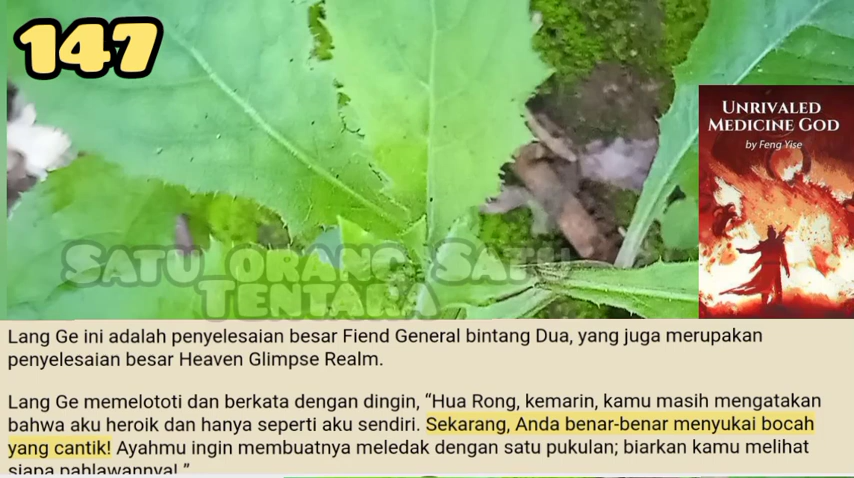 147
UNRIVALED
MEDICINE GOD
by Feng Yise
SATU ORANG SATU
TENTARA
Lang Ge ini adalah penyelesaian besar Fiend General bintang Dua, yang juga merupakan
penyelesaian besar Heaven Glimpse Realm.
Lang Ge memelototi dan berkata dengan dingin, “Hua Rong, kemarin, kamu masih mengatakan
bahwa aku heroik dan hanya seperti aku sendiri. Sekarang, Anda benar-benar menyukai bocah
yang cantik! Ayahmu ingin membuatnya meledak dengan satu pukulan; biarkan kamu melihat
siapa pahlawannya! ”